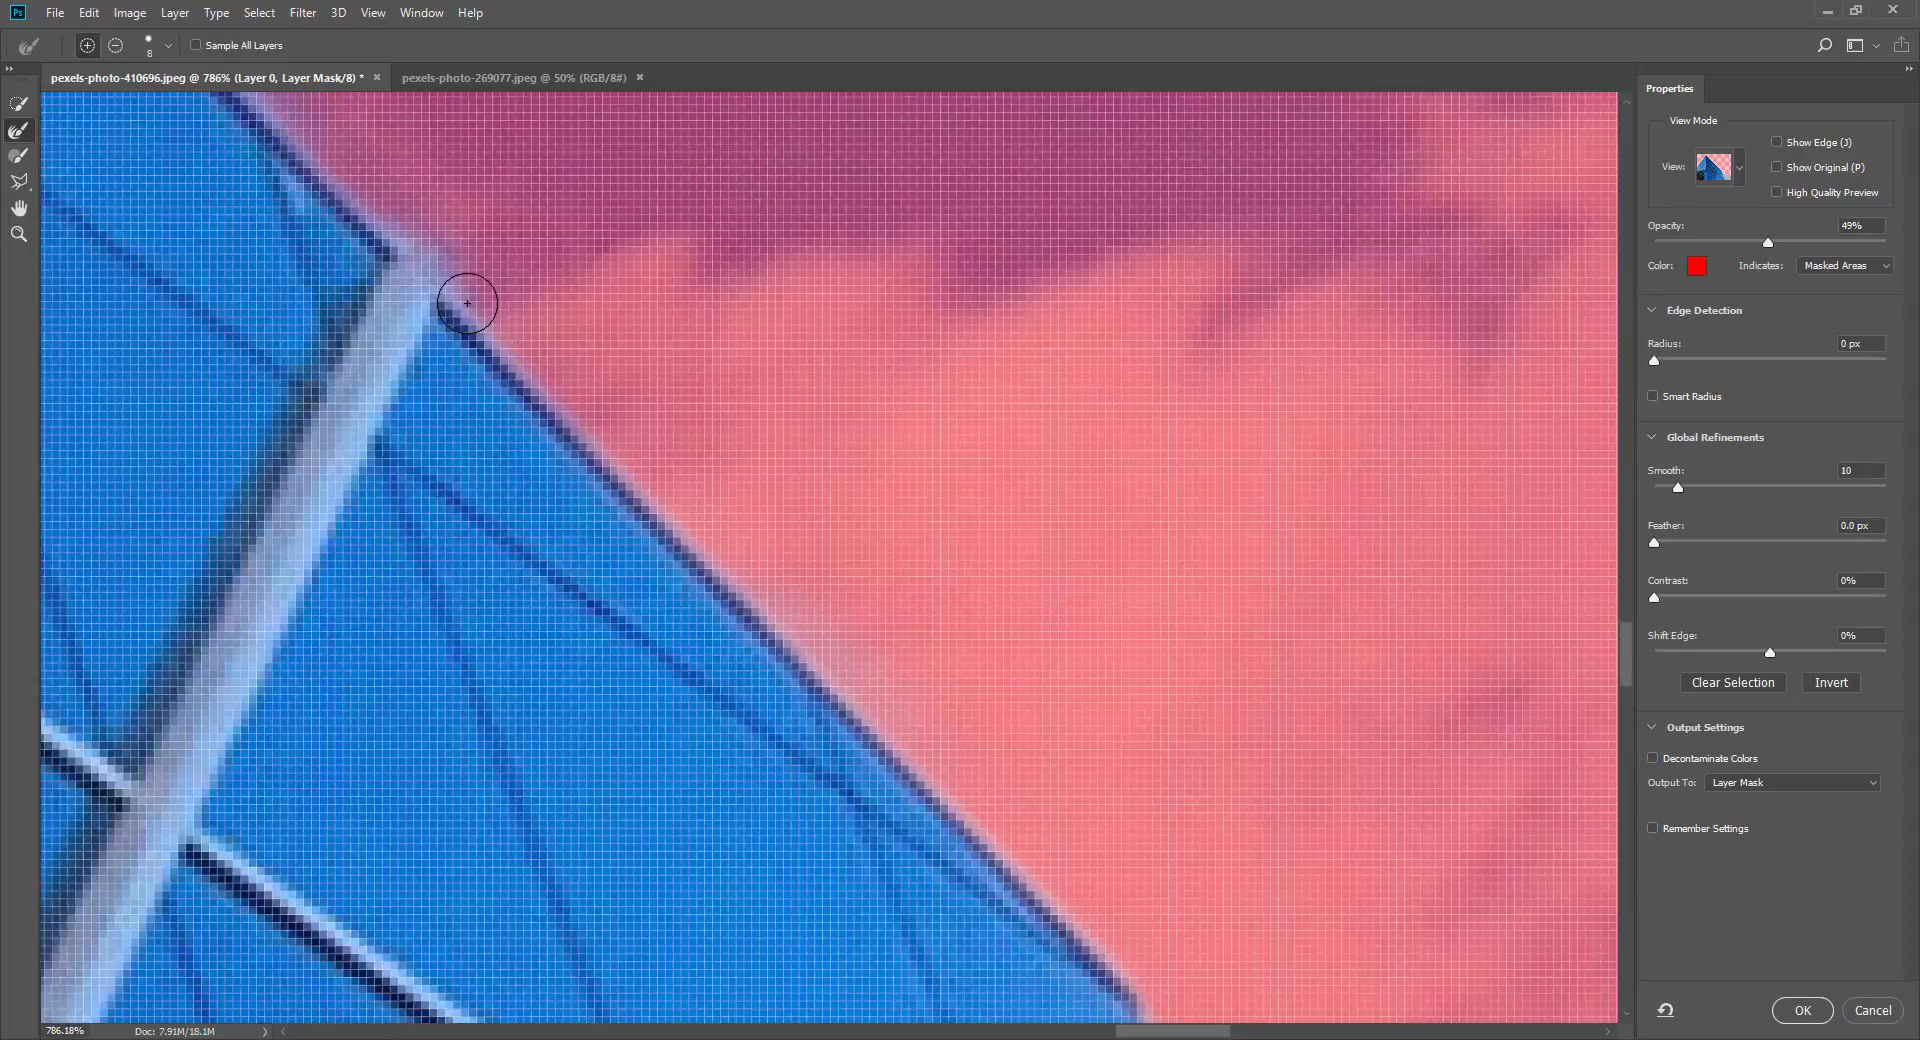 Ps File Edit Image Layer Type Select Filter 3D View Window Help
8 Sample All Layers
pexels-photo-410696.jpeg @ 786% (Layer 0, Layer Mask/8) * × pexels-photo-269077.jpeg @ 50% (RGB/8#) ×
Properties
View Mode
Show Edge (J)
View:
Show Original (P)
High Quality Preview
Opacity: 49%
Color: Indicates: Masked Areas
Edge Detection
Radius: 0 px
Smart Radius
Global Refinements
Smooth: 10
Feather: 0.0 px
Contrast: 0%
Shift Edge: 0%
Clear Selection Invert
Output Settings
Decontaminate Colors
Output To: Layer Mask
Remember Settings
OK Cancel
786.18% Doc: 7.91M/18.1M